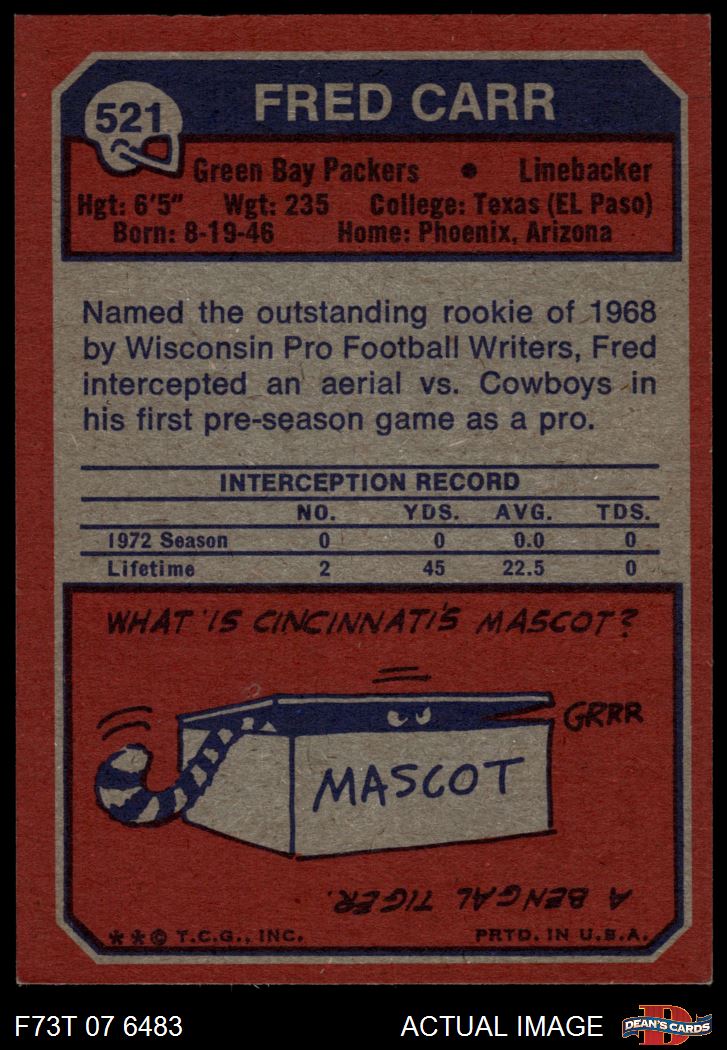 521
FRED CARR
Green Bay Packers • Linebacker
Hgt: 6'5" Wgt: 235 College: Texas (EL Paso)
Born: 8-19-46 Home: Phoenix, Arizona
Named the outstanding rookie of 1968
by Wisconsin Pro Football Writers, Fred
intercepted an aerial vs. Cowboys in
his first pre-season game as a pro.
INTERCEPTION RECORD
NO. YDS. AVG. TDS.
1972 Season 0 0 0.0 0
Lifetime 2 45 22.5 0
WHAT IS CINCINNATI'S MASCOT?
GRRR
MASCOT
A BENGAL TIGER.
**© T.C.G., INC. PRTD. IN U.S.A.
F73T 07 6483 ACTUAL IMAGE
D
DEAN'S CARDS